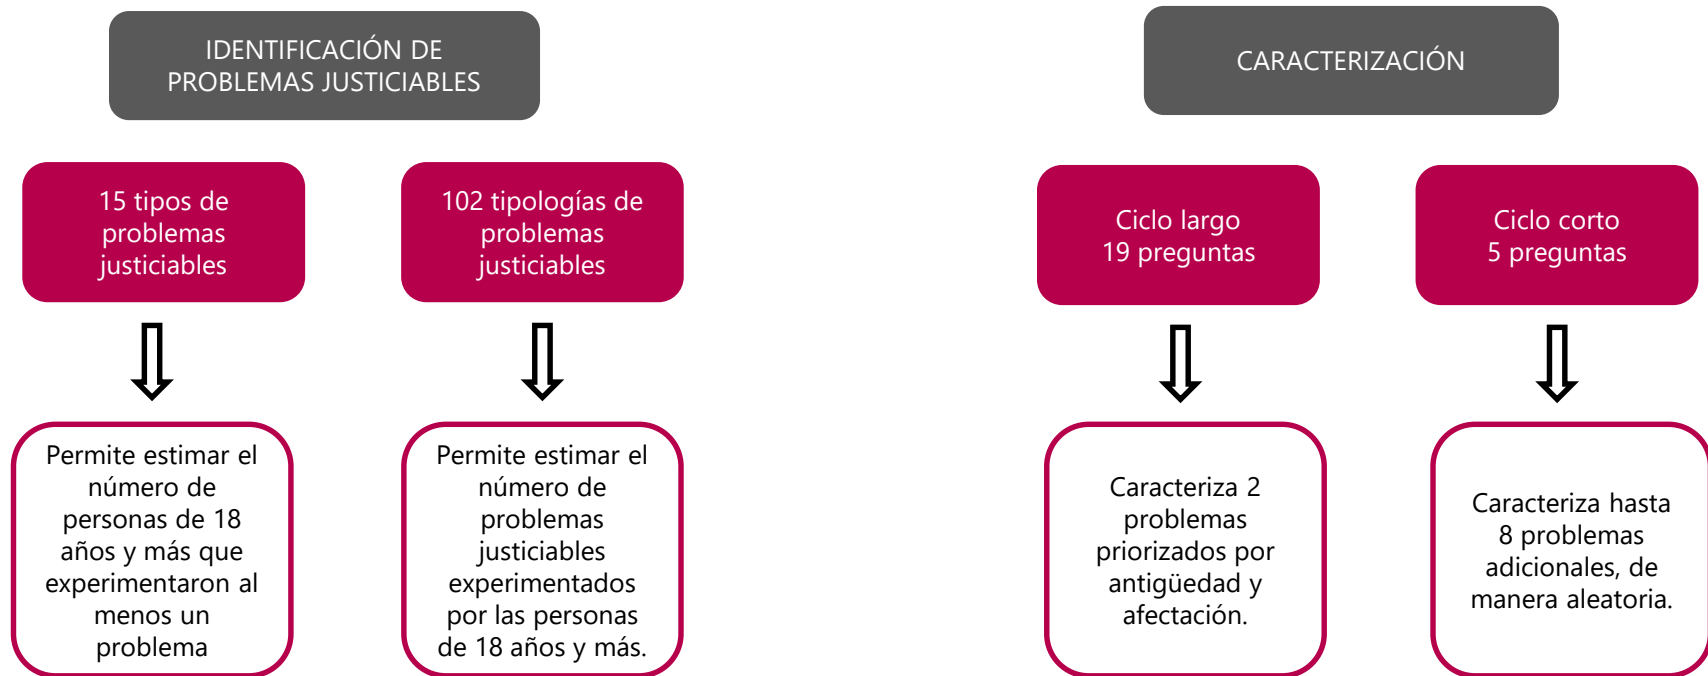 IDENTIFICACIÓN DE
PROBLEMAS JUSTICIABLES
CARACTERIZACIÓN
15 tipos de
problemas
justiciables
102 tipologías de
problemas
justiciables
Ciclo largo
19 preguntas
Ciclo corto
5 preguntas
Permite estimar el
número de
personas de 18
años y más que
experimentaron al
menos un
problema
Permite estimar el
número de
problemas
justiciables
experimentados
por las personas
de 18 años y más.
Caracteriza 2
problemas
priorizados por
antigüedad y
afectación.
Caracteriza hasta
8 problemas
adicionales, de
manera aleatoria.